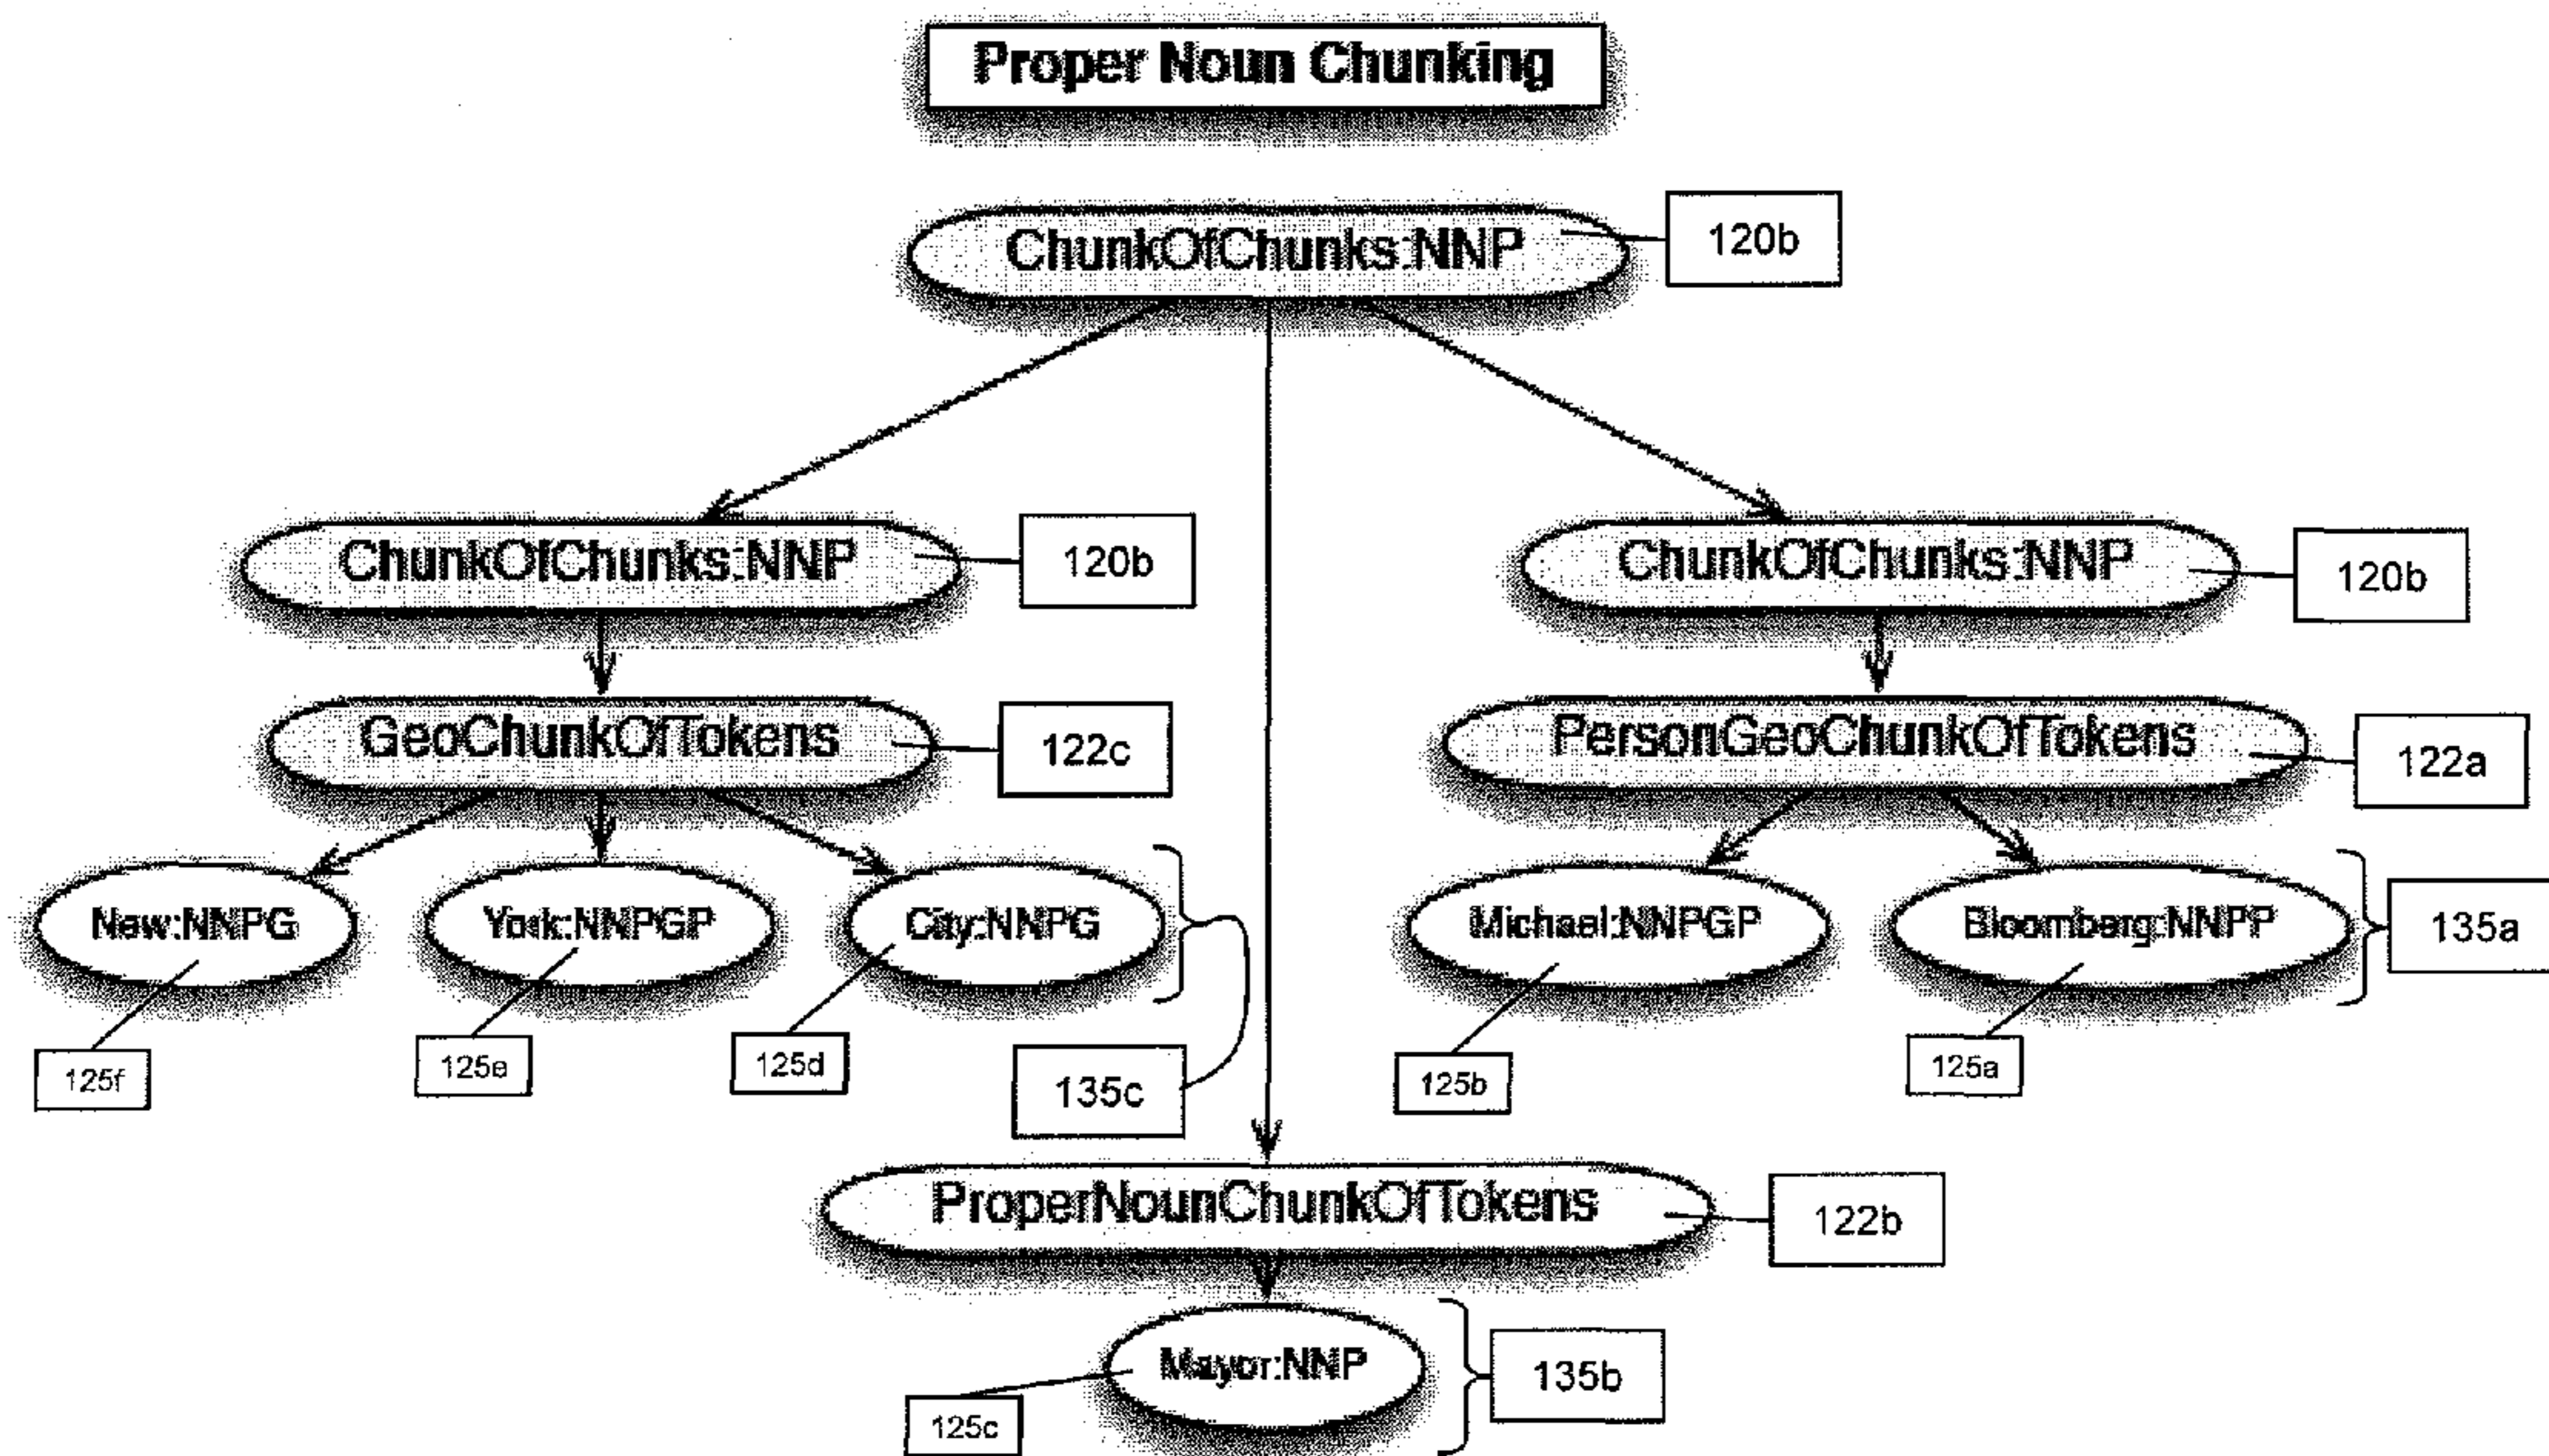 Proper Noun Chunking
ChunkOfChunks:NNP
120b
ChunkOfChunks:NNP
120b
ChunkOfChunks:NNP
120b
GeoChunkOfTokens
122c
PersonGeoChunkOfTokens
122a
New:NNPG
York:NNPGP
City:NNPG
Michael:NNPGP
Bloomberg:NNPP
135a
125f
125e
125d
135c
125b
125a
ProperNounChunkOfTokens
122b
Mayor:NNP
135b
125c